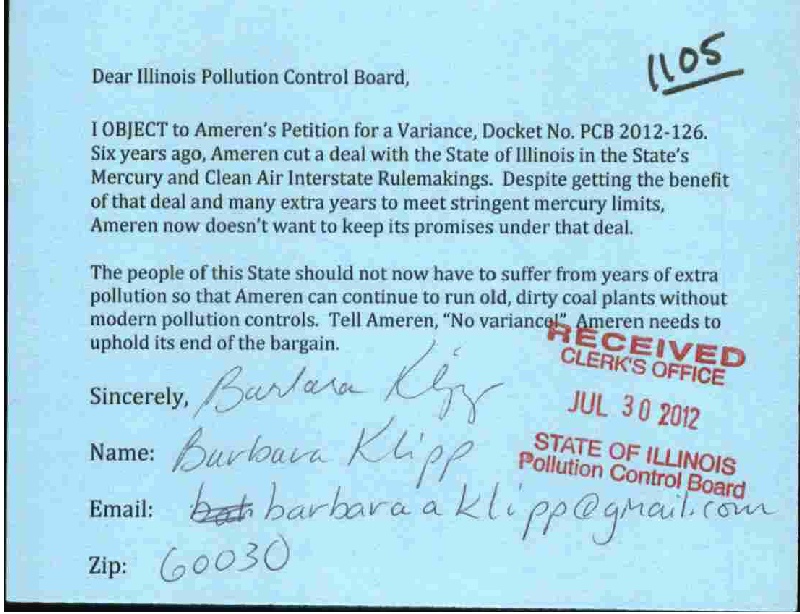 1105
Dear Illinois Pollution Control Board,
I OBJECT to Ameren's Petition for a Variance, Docket No. PCB 2012-126.
Six years ago, Ameren cut a deal with the State of Illinois in the State's
Mercury and Clean Air Interstate Rulemakings. Despite getting the benefit
of that deal and many extra years to meet stringent mercury limits,
Ameren now doesn't want to keep its promises under that deal.
The people of this State should not now have to suffer from years of extra
pollution so that Ameren can continue to run old, dirty coal plants without
modern pollution controls. Tell Ameren, "No variance!" Ameren needs to
uphold its end of the bargain.
RECEIVED
CLERK'S OFFICE
JUL 30 2012
STATE OF ILLINOIS
Pollution Control Board
Sincerely, Barbara Klipp
Name: Barbara Klipp
Email: barbaraaklipp@gmail.com
Zip: 60030